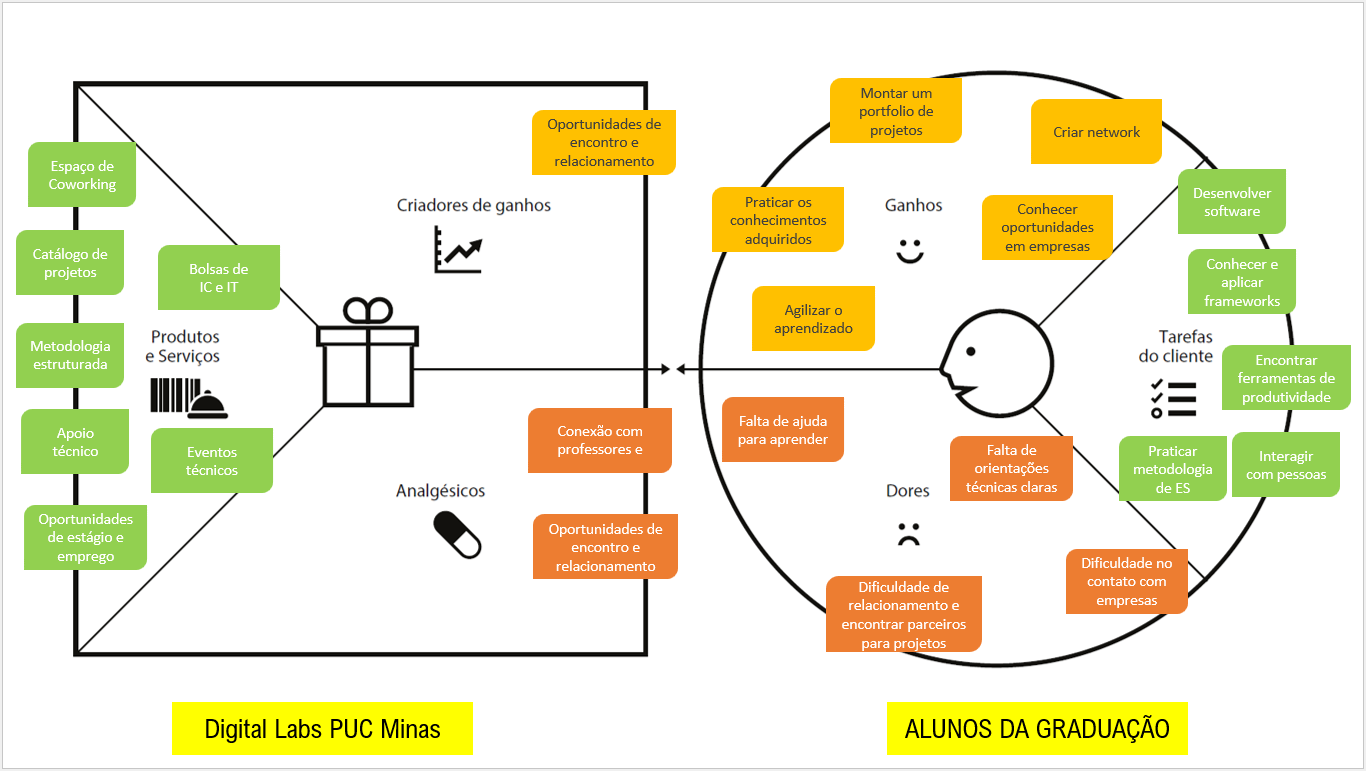 Espaço de
Coworking
Catálogo de
projetos
Metodologia
estruturada
Apoio
técnico
Oportunidades
de estágio e
emprego
Bolsas de
IC e IT
Produtos
e Serviços
Eventos
técnicos
Oportunidades de
encontro e
relacionamento
Criadores de ganhos
Analgésicos
Conexão com
professores e
Oportunidades de
encontro e
relacionamento
Montar um
portfolio de
projetos
Criar network
Praticar os
conhecimentos
adquiridos
Ganhos
Conhecer
oportunidades
em empresas
Agilizar o
aprendizado
Desenvolver
software
Conhecer e
aplicar
frameworks
Tarefas
do cliente
Encontrar
ferramentas de
produtividade
Praticar
metodologia
de ES
Interagir
com pessoas
Falta de ajuda
para aprender
Falta de
orientações
técnicas claras
Dores
Dificuldade no
contato com
empresas
Dificuldade de
relacionamento e
encontrar parceiros
para projetos
Digital Labs PUC Minas
ALUNOS DA GRADUAÇÃO